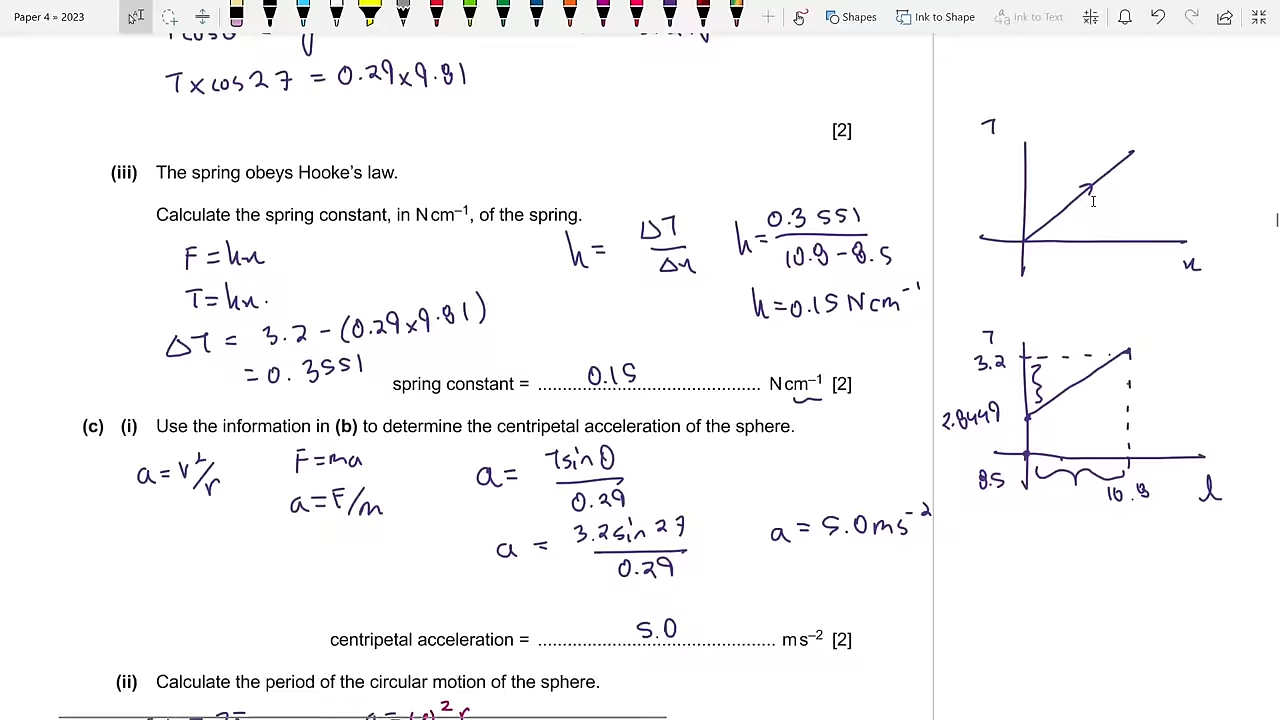 Paper 4 » 2023
Shapes
Ink to Shape
Ink to Text
T x cos 27 = 0.29 x 9.81
[2]
(iii) The spring obeys Hooke's law.
Calculate the spring constant, in N cm⁻¹, of the spring.
F = kx
T = kx.
ΔT = 3.2 - (0.29 x 9.81)
= 0.3551
k = ΔT / Δx
k = 0.3551 / 10.8 - 8.5
k = 0.15 N cm⁻¹
spring constant = 0.15 N cm⁻¹ [2]
(c) (i) Use the information in (b) to determine the centripetal acceleration of the sphere.
a = v²/r
F = ma
a = F/m
a = T sin θ / 0.29
a = 3.2 sin 27 / 0.29
a = 5.0 m s⁻²
centripetal acceleration = 5.0 m s⁻² [2]
(ii) Calculate the period of the circular motion of the sphere.
T
x
T
3.2
2.8449
8.5
10.8
l